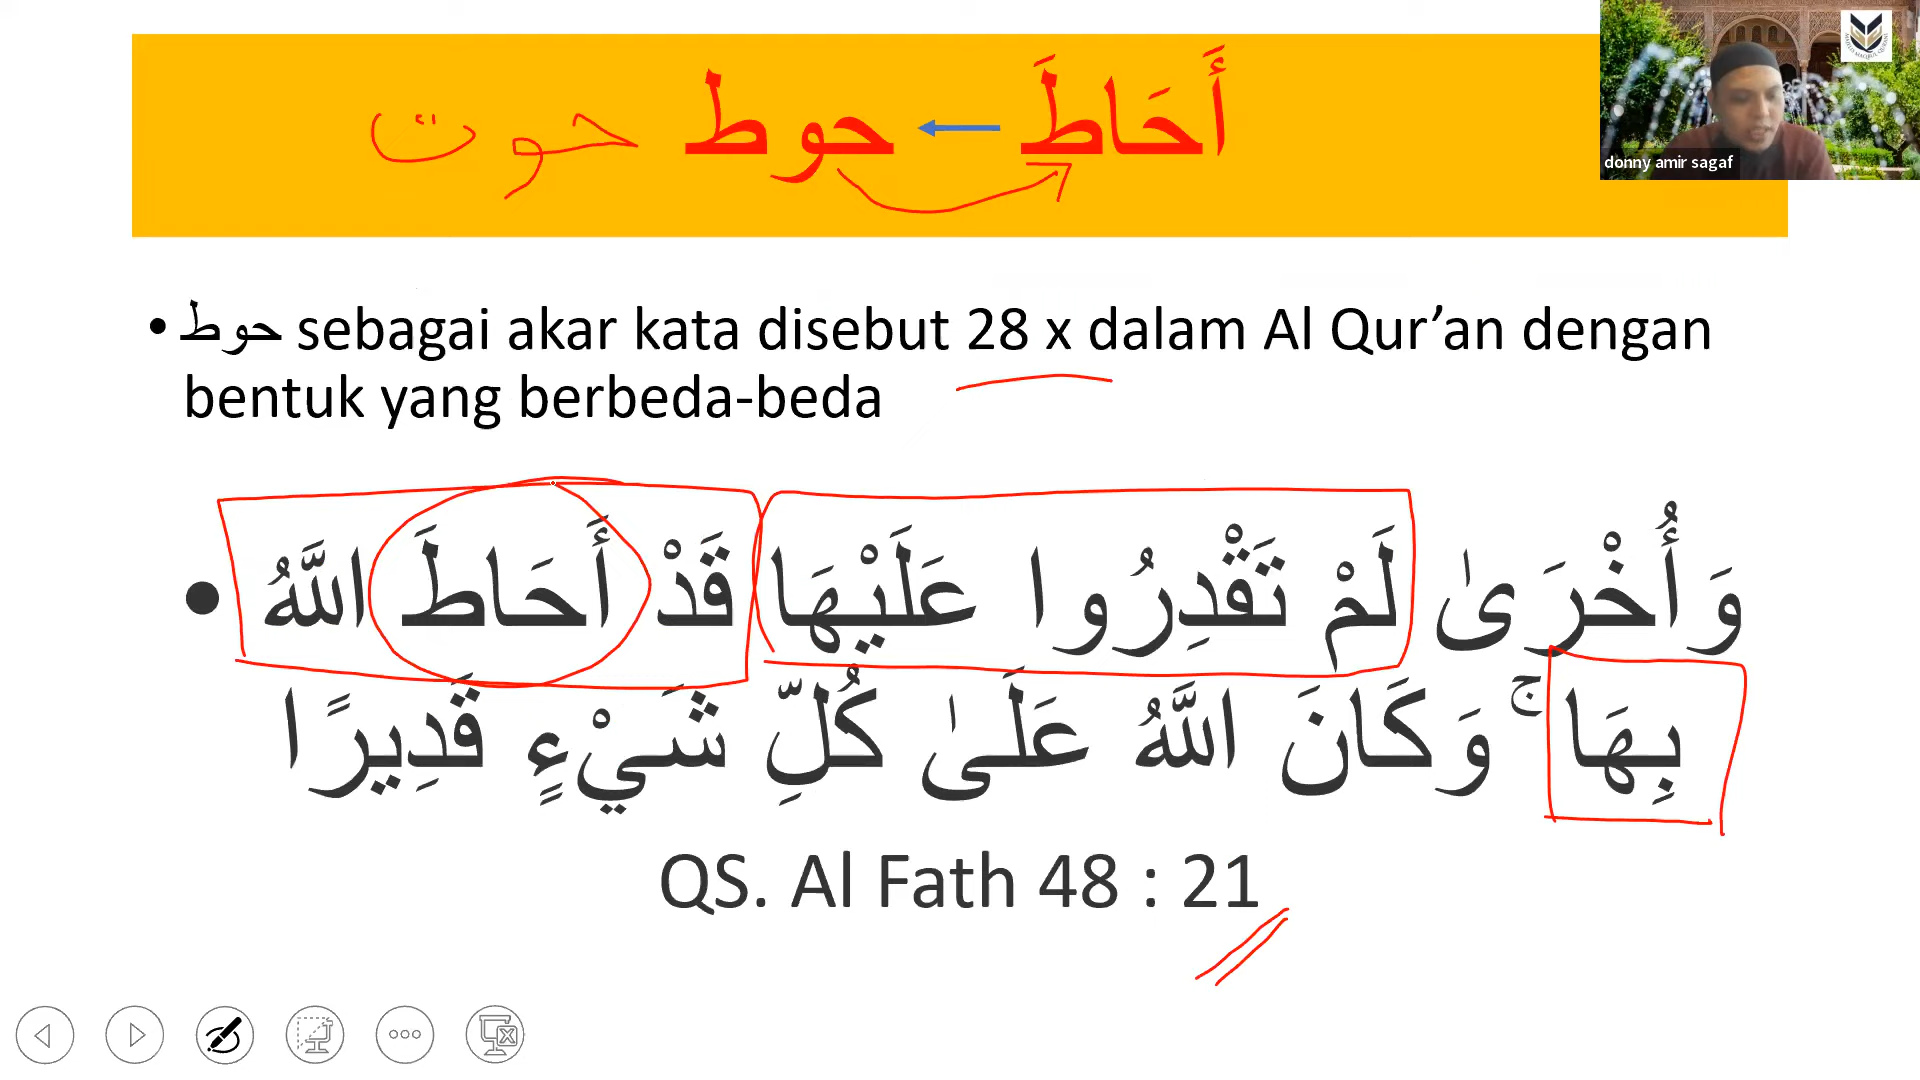 أَحَاطَ ← حوط حوت
donny amir sagaf
• حوط sebagai akar kata disebut 28 x dalam Al Qur’an dengan
bentuk yang berbeda-beda
• وَأُخْرَىٰ لَمْ تَقْدِرُوا عَلَيْهَا قَدْ أَحَاطَ اللَّهُ
بِهَا ۚ وَكَانَ اللَّهُ عَلَىٰ كُلِّ شَيْءٍ قَدِيرًا
QS. Al Fath 48 : 21